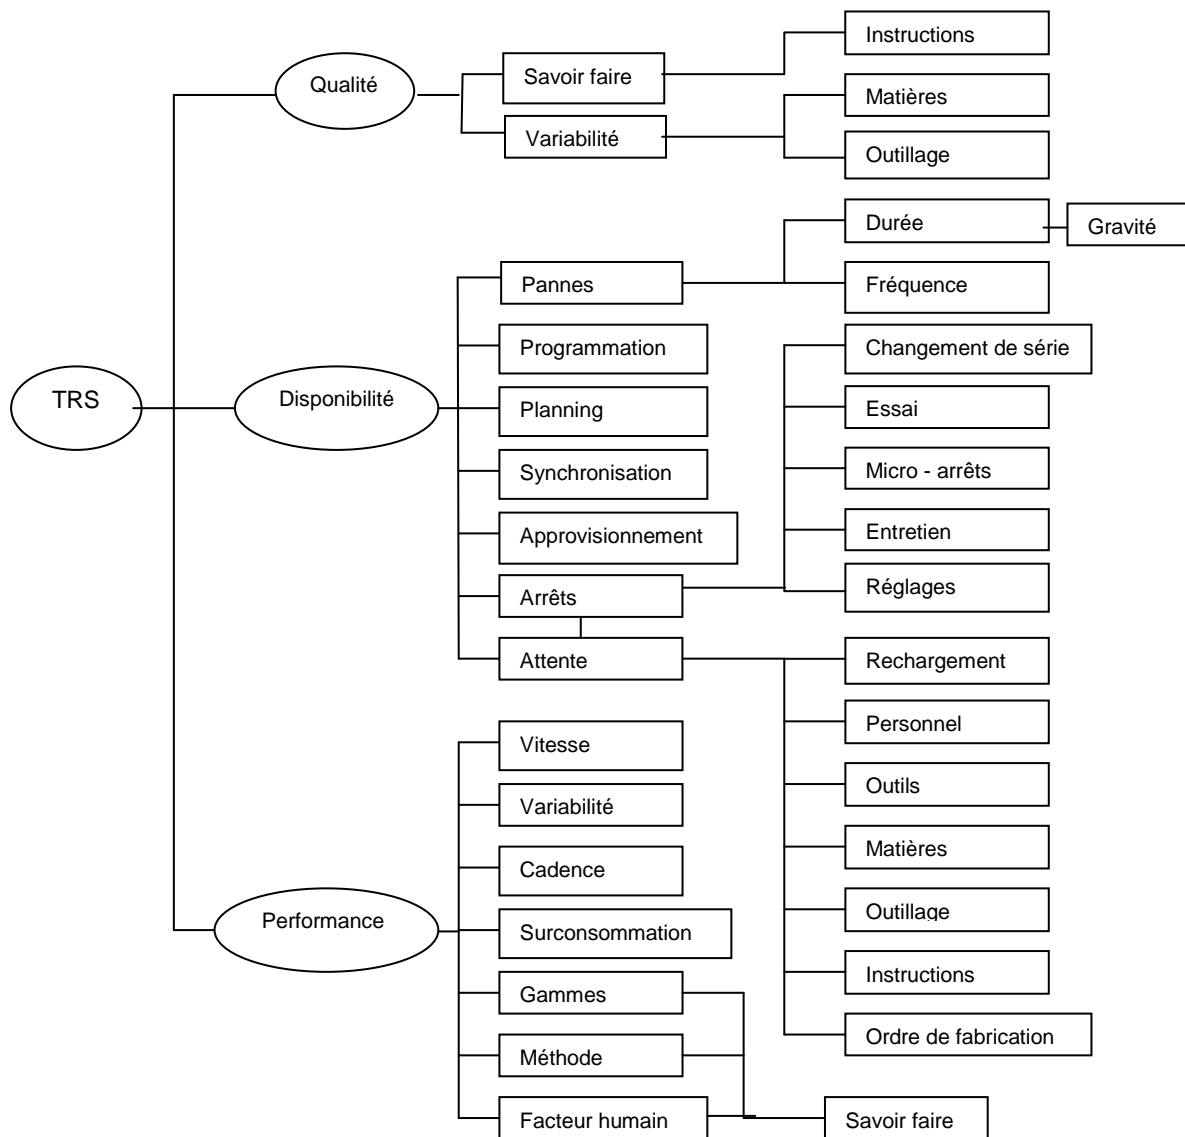 Instructions
Qualité
Savoir faire
Matières
Variabilité
Outillage
Durée
Gravité
Pannes
Fréquence
Programmation
Changement de série
TRS
Disponibilité
Planning
Essai
Synchronisation
Micro - arrêts
Approvisionnement
Entretien
Arrêts
Réglages
Attente
Rechargement
Vitesse
Personnel
Variabilité
Outils
Cadence
Matières
Performance
Surconsommation
Outillage
Gammes
Instructions
Méthode
Ordre de fabrication
Facteur humain
Savoir faire